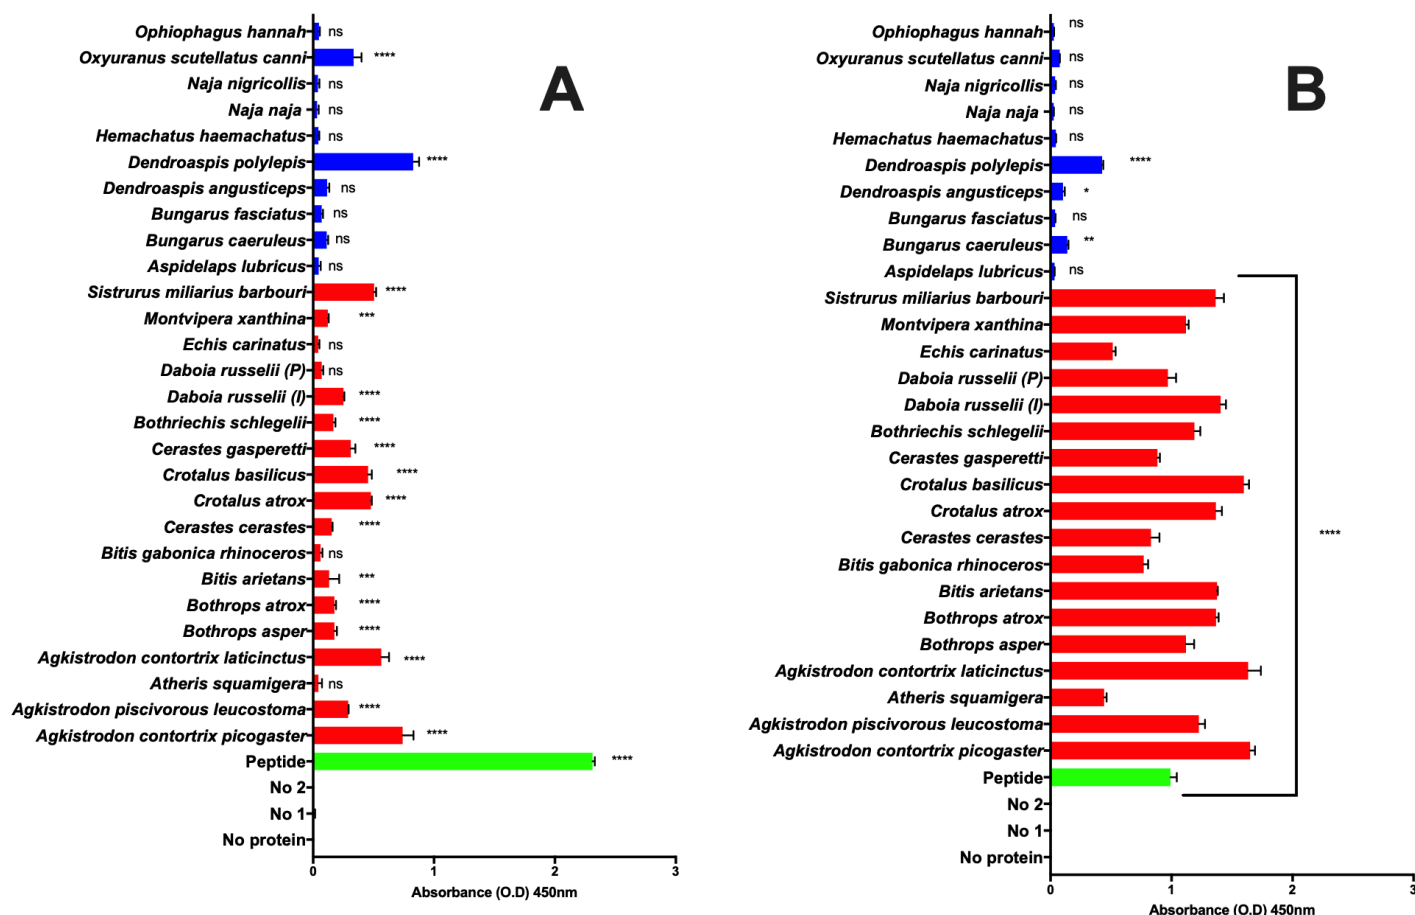 A
Ophiophagus hannah ns
Oxyuranus scutellatus canni ****
Naja nigricollis ns
Naja naja ns
Hemachatus haemachatus ns
Dendroaspis polylepis ****
Dendroaspis angusticeps ns
Bungarus fasciatus ns
Bungarus caeruleus ns
Aspidelaps lubricus ns
Sistrurus miliarius barbouri ****
Montvipera xanthina ***
Echis carinatus ns
Daboia russelii (P) ns
Daboia russelii (I) ****
Bothriechis schlegelii ****
Cerastes gasperetti ****
Crotalus basilicus ****
Crotalus atrox ****
Cerastes cerastes ****
Bitis gabonica rhinoceros ns
Bitis arietans ***
Bothrops atrox ****
Bothrops asper ****
Agkistrodon contortrix laticinctus ****
Atheris squamigera ns
Agkistrodon piscivorous leucostoma ****
Agkistrodon contortrix picogaster ****
Peptide ****
No 2
No 1
No protein
0 1 2 3
Absorbance (O.D) 450nm
B
Ophiophagus hannah ns
Oxyuranus scutellatus canni ns
Naja nigricollis ns
Naja naja ns
Hemachatus haemachatus ns
Dendroaspis polylepis ****
Dendroaspis angusticeps *
Bungarus fasciatus ns
Bungarus caeruleus **
Aspidelaps lubricus ns
Sistrurus miliarius barbouri
Montvipera xanthina
Echis carinatus
Daboia russelii (P)
Daboia russelii (I)
Bothriechis schlegelii
Cerastes gasperetti
Crotalus basilicus
Crotalus atrox
Cerastes cerastes ****
Bitis gabonica rhinoceros
Bitis arietans
Bothrops atrox
Bothrops asper
Agkistrodon contortrix laticinctus
Atheris squamigera
Agkistrodon piscivorous leucostoma
Agkistrodon contortrix picogaster
Peptide
No 2
No 1
No protein
0 1 2 3
Absorbance (O.D) 450nm